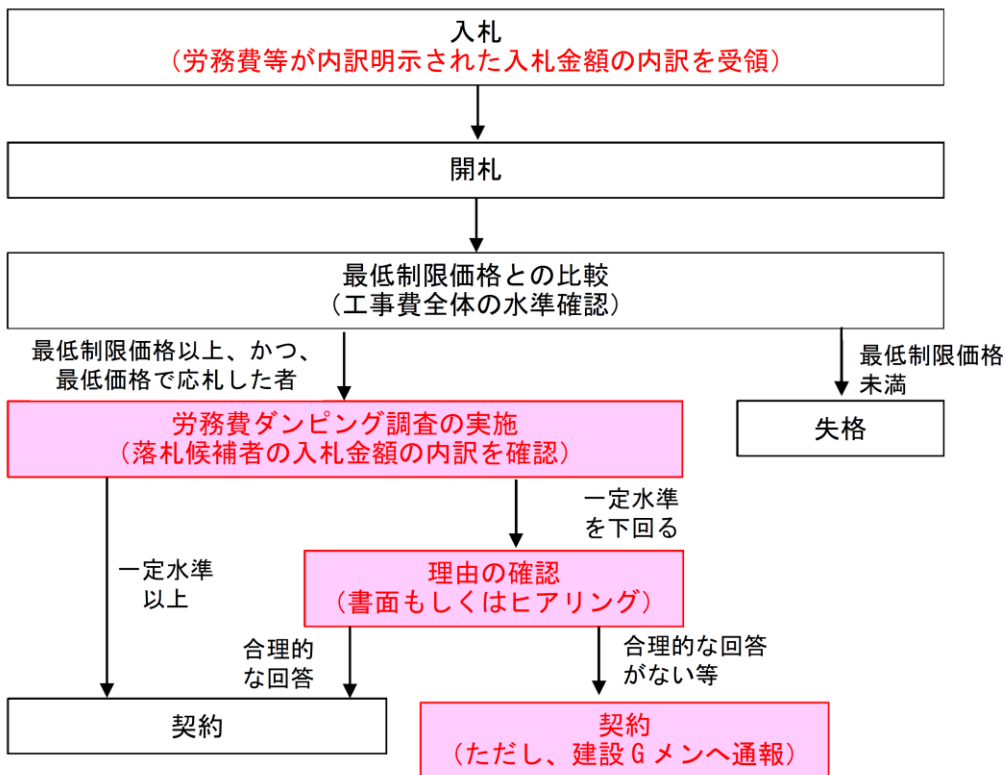 入札
（労務費等が内訳明示された入札金額の内訳を受領）
開札
最低制限価格との比較
（工事費全体の水準確認）
最低制限価格以上、かつ、
最低価格で応札した者
最低制限価格
未満
労務費ダンピング調査の実施
（落札候補者の入札金額の内訳を確認）
失格
一定水準
を下回る
一定水準
以上
理由の確認
（書面もしくはヒアリング）
合理的
な回答
合理的な回答
がない等
契約
契約
（ただし、建設Gメンへ通報）